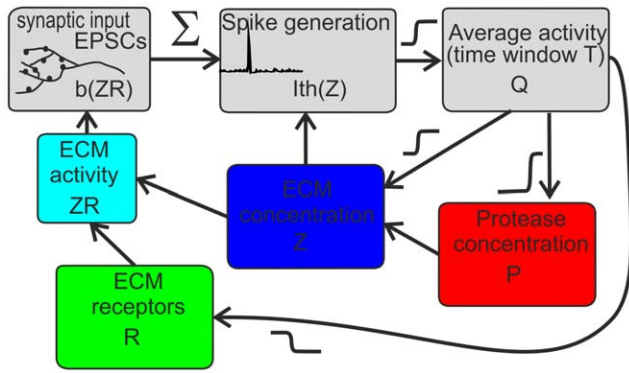 synaptic input
EPSCs
b(ZR)
Σ
Spike generation
Ith(Z)
Average activity
(time window T)
Q
ECM
activity
ZR
ECM
concentration
Z
Protease
concentration
P
ECM
receptors
R